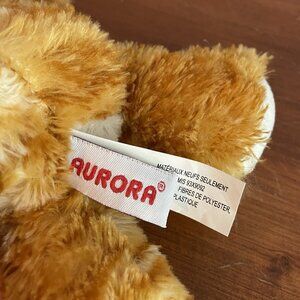 AURORA®
MATÉRIAUX NEUFS SEULEMENT
FIBRES DE POLYESTER,
PLASTIQUE